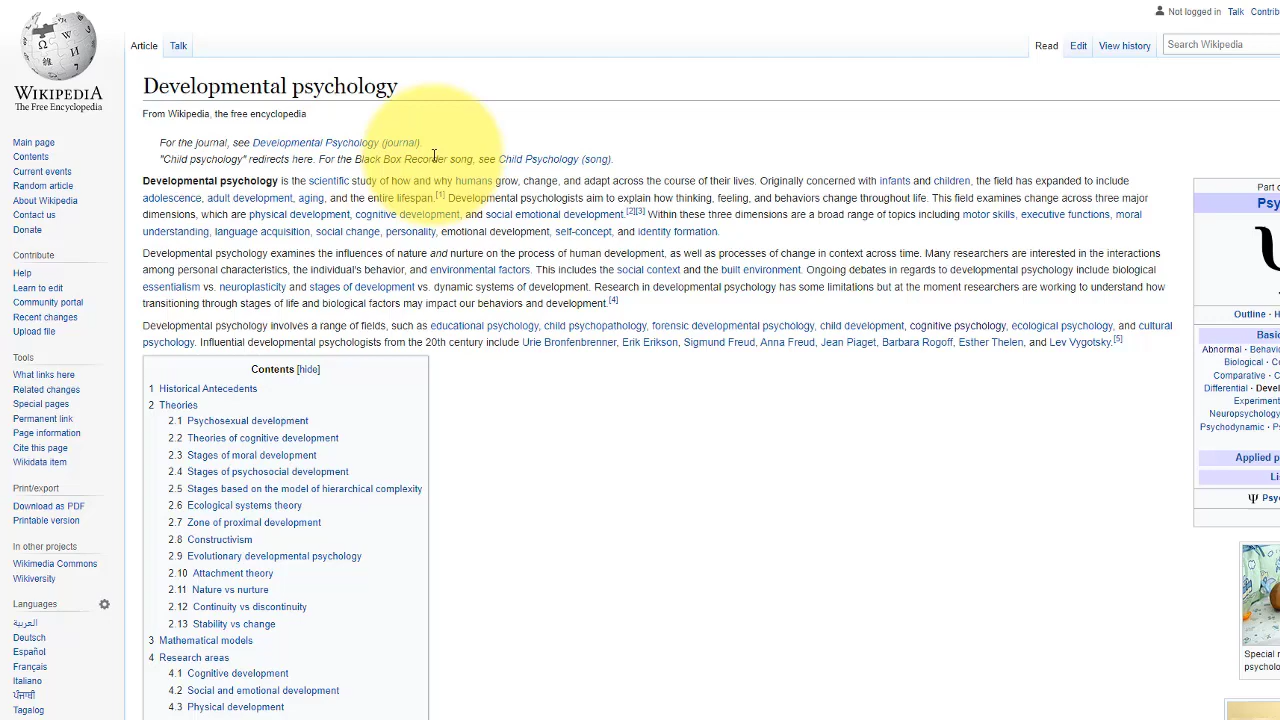 Not logged in Talk Contrib
Article Talk Read Edit View history Search Wikipedia
WIKIPEDIA
The Free Encyclopedia
Main page
Contents
Current events
Random article
About Wikipedia
Contact us
Donate
Contribute
Help
Learn to edit
Community portal
Recent changes
Upload file
Tools
What links here
Related changes
Special pages
Permanent link
Page information
Cite this page
Wikidata item
Print/export
Download as PDF
Printable version
In other projects
Wikimedia Commons
Wikiversity
Languages
العربية
Deutsch
Español
Français
Italiano
ਪੰਜਾਬੀ
Tagalog
Developmental psychology
From Wikipedia, the free encyclopedia
For the journal, see Developmental Psychology (journal).
"Child psychology" redirects here. For the Black Box Recorder song, see Child Psychology (song).
Developmental psychology is the scientific study of how and why humans grow, change, and adapt across the course of their lives. Originally concerned with infants and children, the field has expanded to include
adolescence, adult development, aging, and the entire lifespan.[1] Developmental psychologists aim to explain how thinking, feeling, and behaviors change throughout life. This field examines change across three major
dimensions, which are physical development, cognitive development, and social emotional development.[2][3] Within these three dimensions are a broad range of topics including motor skills, executive functions, moral
understanding, language acquisition, social change, personality, emotional development, self-concept, and identity formation.
Developmental psychology examines the influences of nature and nurture on the process of human development, as well as processes of change in context across time. Many researchers are interested in the interactions
among personal characteristics, the individual's behavior, and environmental factors. This includes the social context and the built environment. Ongoing debates in regards to developmental psychology include biological
essentialism vs. neuroplasticity and stages of development vs. dynamic systems of development. Research in developmental psychology has some limitations but at the moment researchers are working to understand how
transitioning through stages of life and biological factors may impact our behaviors and development.[4]
Developmental psychology involves a range of fields, such as educational psychology, child psychopathology, forensic developmental psychology, child development, cognitive psychology, ecological psychology, and cultural
psychology. Influential developmental psychologists from the 20th century include Urie Bronfenbrenner, Erik Erikson, Sigmund Freud, Anna Freud, Jean Piaget, Barbara Rogoff, Esther Thelen, and Lev Vygotsky.[5]
Contents [hide]
1 Historical Antecedents
2 Theories
2.1 Psychosexual development
2.2 Theories of cognitive development
2.3 Stages of moral development
2.4 Stages of psychosocial development
2.5 Stages based on the model of hierarchical complexity
2.6 Ecological systems theory
2.7 Zone of proximal development
2.8 Constructivism
2.9 Evolutionary developmental psychology
2.10 Attachment theory
2.11 Nature vs nurture
2.12 Continuity vs discontinuity
2.13 Stability vs change
3 Mathematical models
4 Research areas
4.1 Cognitive development
4.2 Social and emotional development
4.3 Physical development
Part o
Psy
Outline · H
Basic
Abnormal · Behavio
Biological · Co
Comparative · C
Differential · Devel
Experiment
Neuropsychology
Psychodynamic · P
Applied p
Li
Ψ Psyc
Special m
psycholo